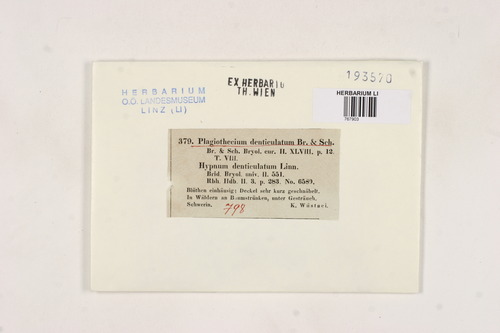 193520
EX HERBARIO
TH. WIEN
HERBARIUM
O.Ö. LANDESMUSEUM
LINZ (LI)
HERBARIUM LI
767903
379. Plagiothecium denticulatum Br. & Sch.
Br. & Sch. Bryol. eur. II. XLVIII. p. 12.
T. VIII.
Hypnum denticulatum Linn.
Brid. Bryol. univ. II. 551.
Rbh. Hdb. II. 3. p. 283. No. 6589.
Blüthen einhäusig; Deckel sehr kurz geschnäbelt.
In Wäldern an Baumstrünken, unter Gesträuch.
Schwerin. 798 K. Wüstnei.